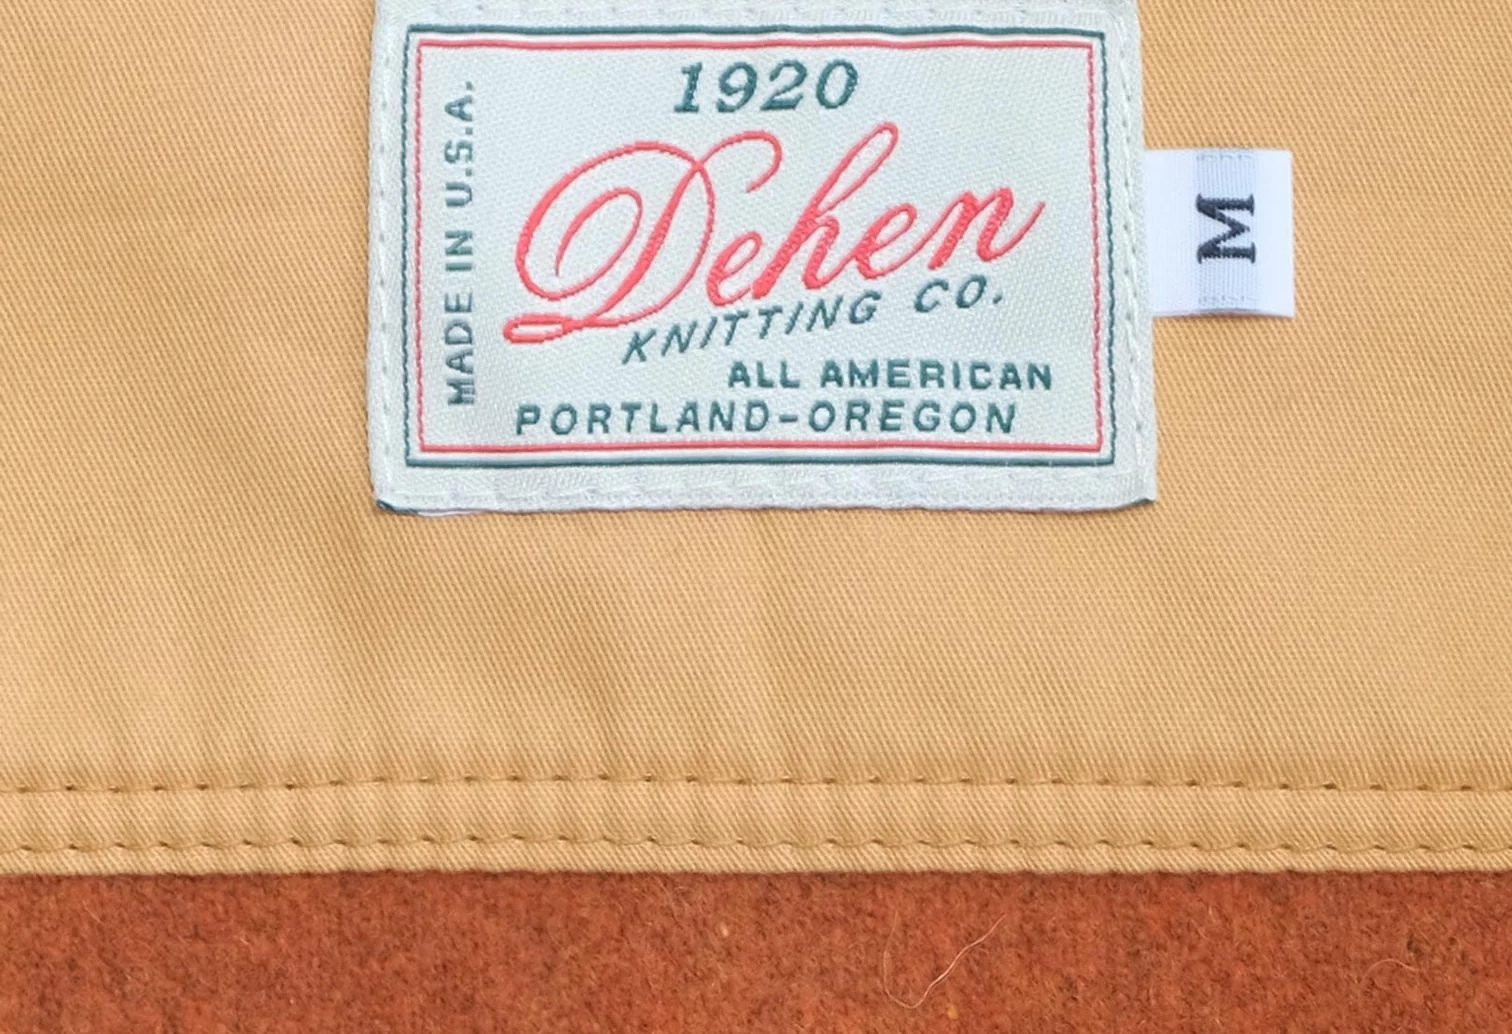 1920
Dehen
KNITTING CO.
ALL AMERICAN
PORTLAND-OREGON
MADE IN U.S.A.
M